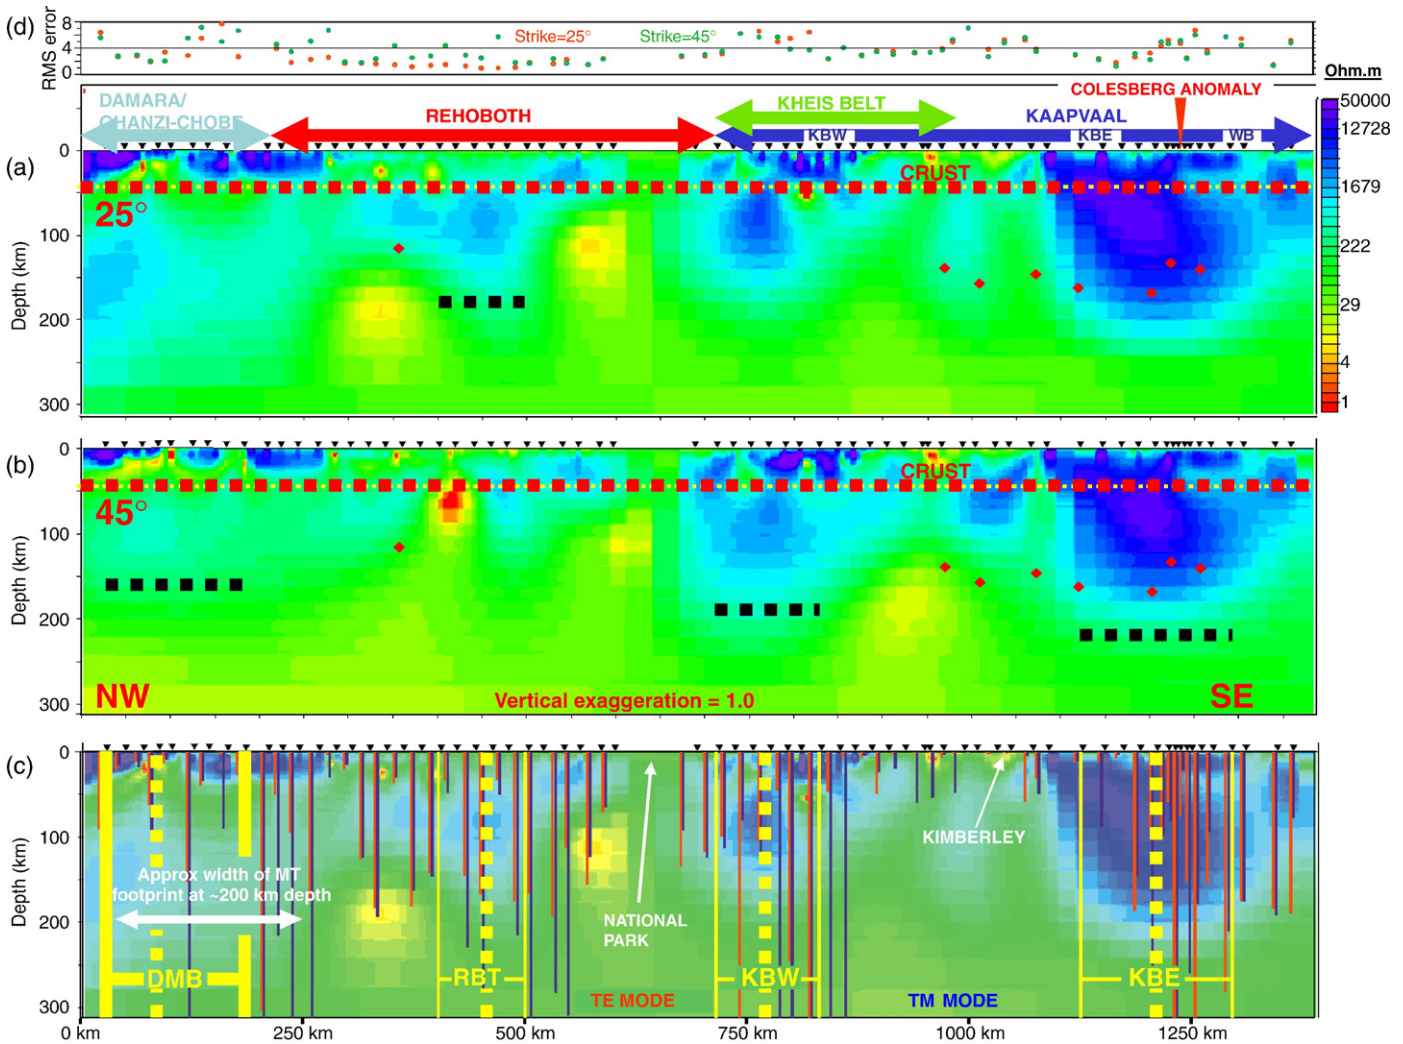 (d)
RMS error
8
4
0
Strike=25°
Strike=45°
Ohm.m
DAMARA/
GHANZI-CHOBE
REHOBOTH
KHEIS BELT
KAAPVAAL
COLESBERG ANOMALY
KBW
KBE
WB
50000
12728
1679
222
29
4
1
(a)
Depth (km)
0
100
200
300
CRUST
25°
(b)
Depth (km)
0
100
200
300
CRUST
45°
NW
Vertical exaggeration = 1.0
SE
(c)
Depth (km)
0
100
200
300
KIMBERLEY
Approx width of MT
footprint at ~200 km depth
NATIONAL
PARK
DMB
RBT
KBW
KBE
TE MODE
TM MODE
0 km
250 km
500 km
750 km
1000 km
1250 km